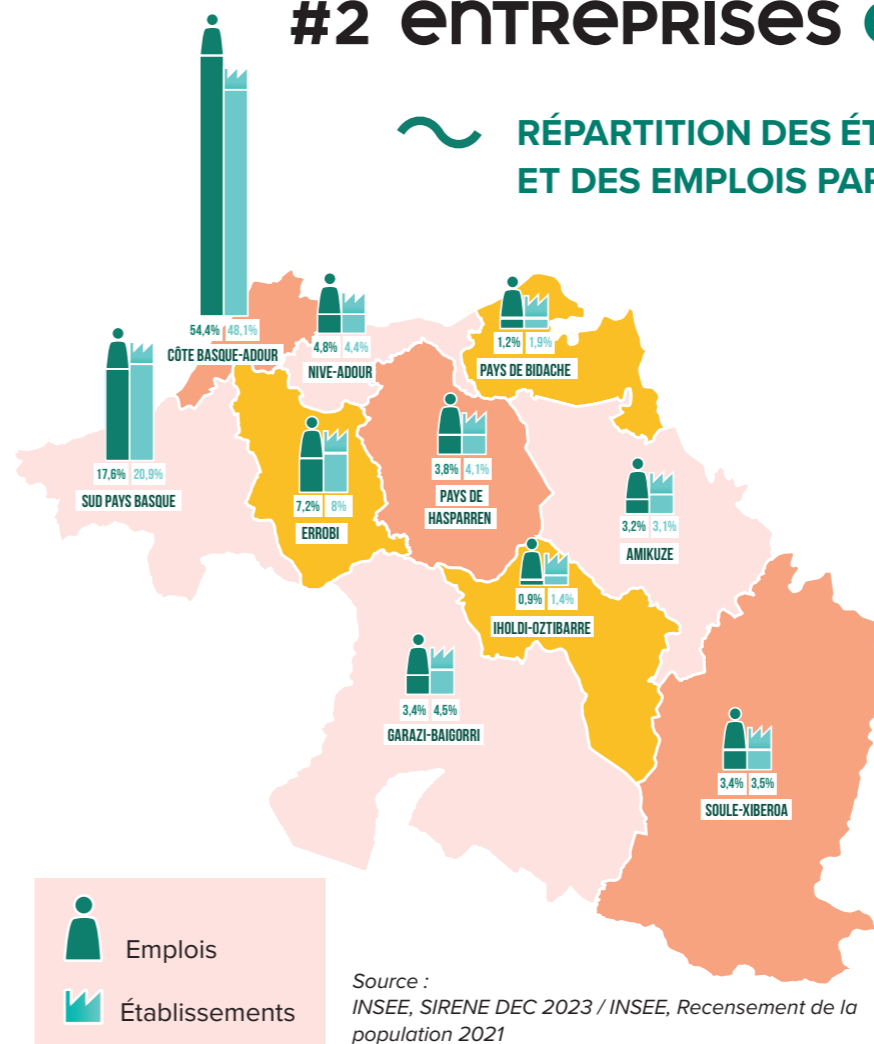 #2 entreprises
RÉPARTITION DES ÉT
ET DES EMPLOIS PAR
54,4% 48,1%
CÔTE BASQUE-ADOUR
4,8% 4,4%
NIVE-ADOUR
1,2% 1,9%
PAYS DE BIDACHE
17,6% 20,9%
SUD PAYS BASQUE
7,2% 8%
ERROBI
3,8% 4,1%
PAYS DE
HASPARREN
3,2% 3,1%
AMIKUZE
0,9% 1,4%
IHOLDI-OZTIBARRE
3,4% 4,5%
GARAZI-BAIGORRI
3,4% 3,5%
SOULE-XIBEROA
Emplois
Établissements
Source :
INSEE, SIRENE DEC 2023 / INSEE, Recensement de la
population 2021